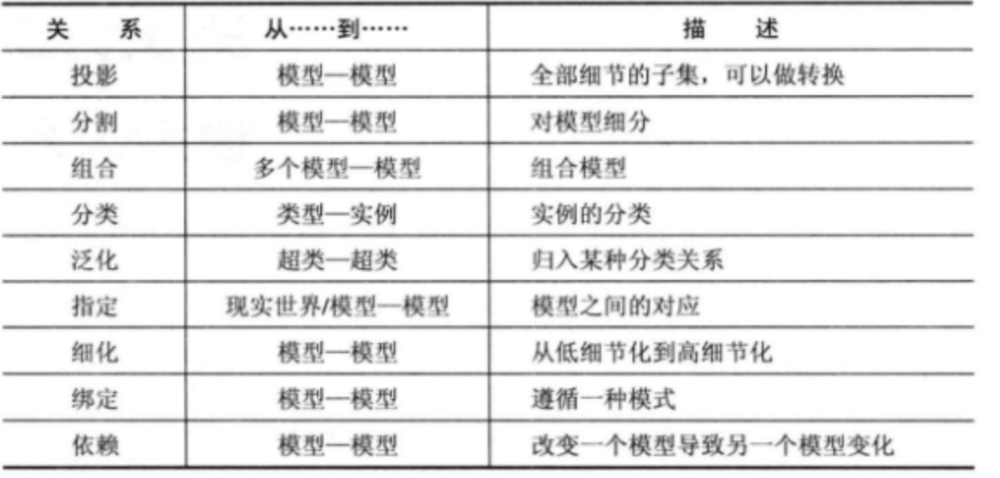 关 系 从……到…… 描 述
投影 模型—模型 全部细节的子集，可以做转换
分割 模型—模型 对模型细分
组合 多个模型—模型 组合模型
分类 类型—实例 实例的分类
泛化 超类—超类 归入某种分类关系
指定 现实世界/模型—模型 模型之间的对应
细化 模型—模型 从低细节化到高细节化
绑定 模型—模型 遵循一种模式
依赖 模型—模型 改变一个模型导致另一个模型变化